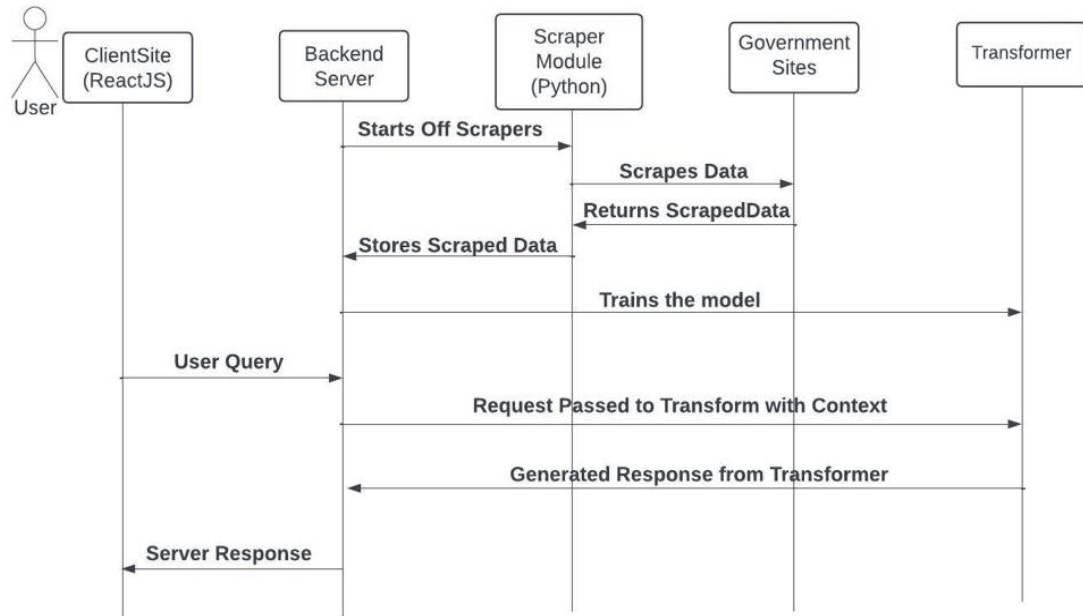 User
ClientSite
(ReactJS)
Backend
Server
Scraper
Module
(Python)
Government
Sites
Transformer
Starts Off Scrapers
Scrapes Data
Returns ScrapedData
Stores Scraped Data
Trains the model
User Query
Request Passed to Transform with Context
Generated Response from Transformer
Server Response